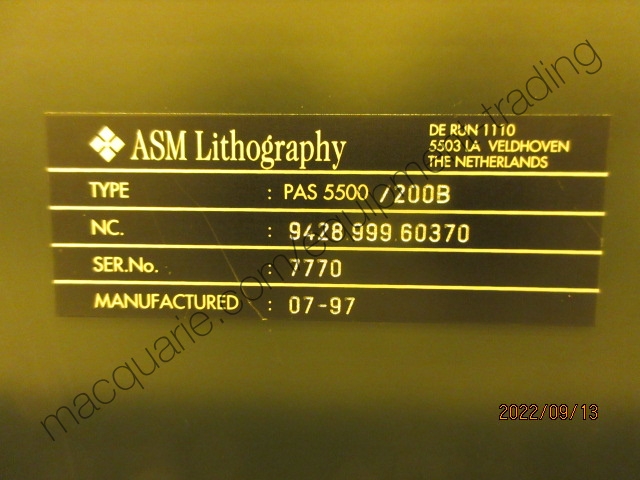 ASM Lithography
DE RUN 1110
5503 LA VELDHOVEN
THE NETHERLANDS
TYPE : PAS 5500 /200B
NC. : 9428.999.60370
SER.No. : 7770
MANUFACTURED : 07-97
macquarie.com/equipmenttrading
2022/09/13